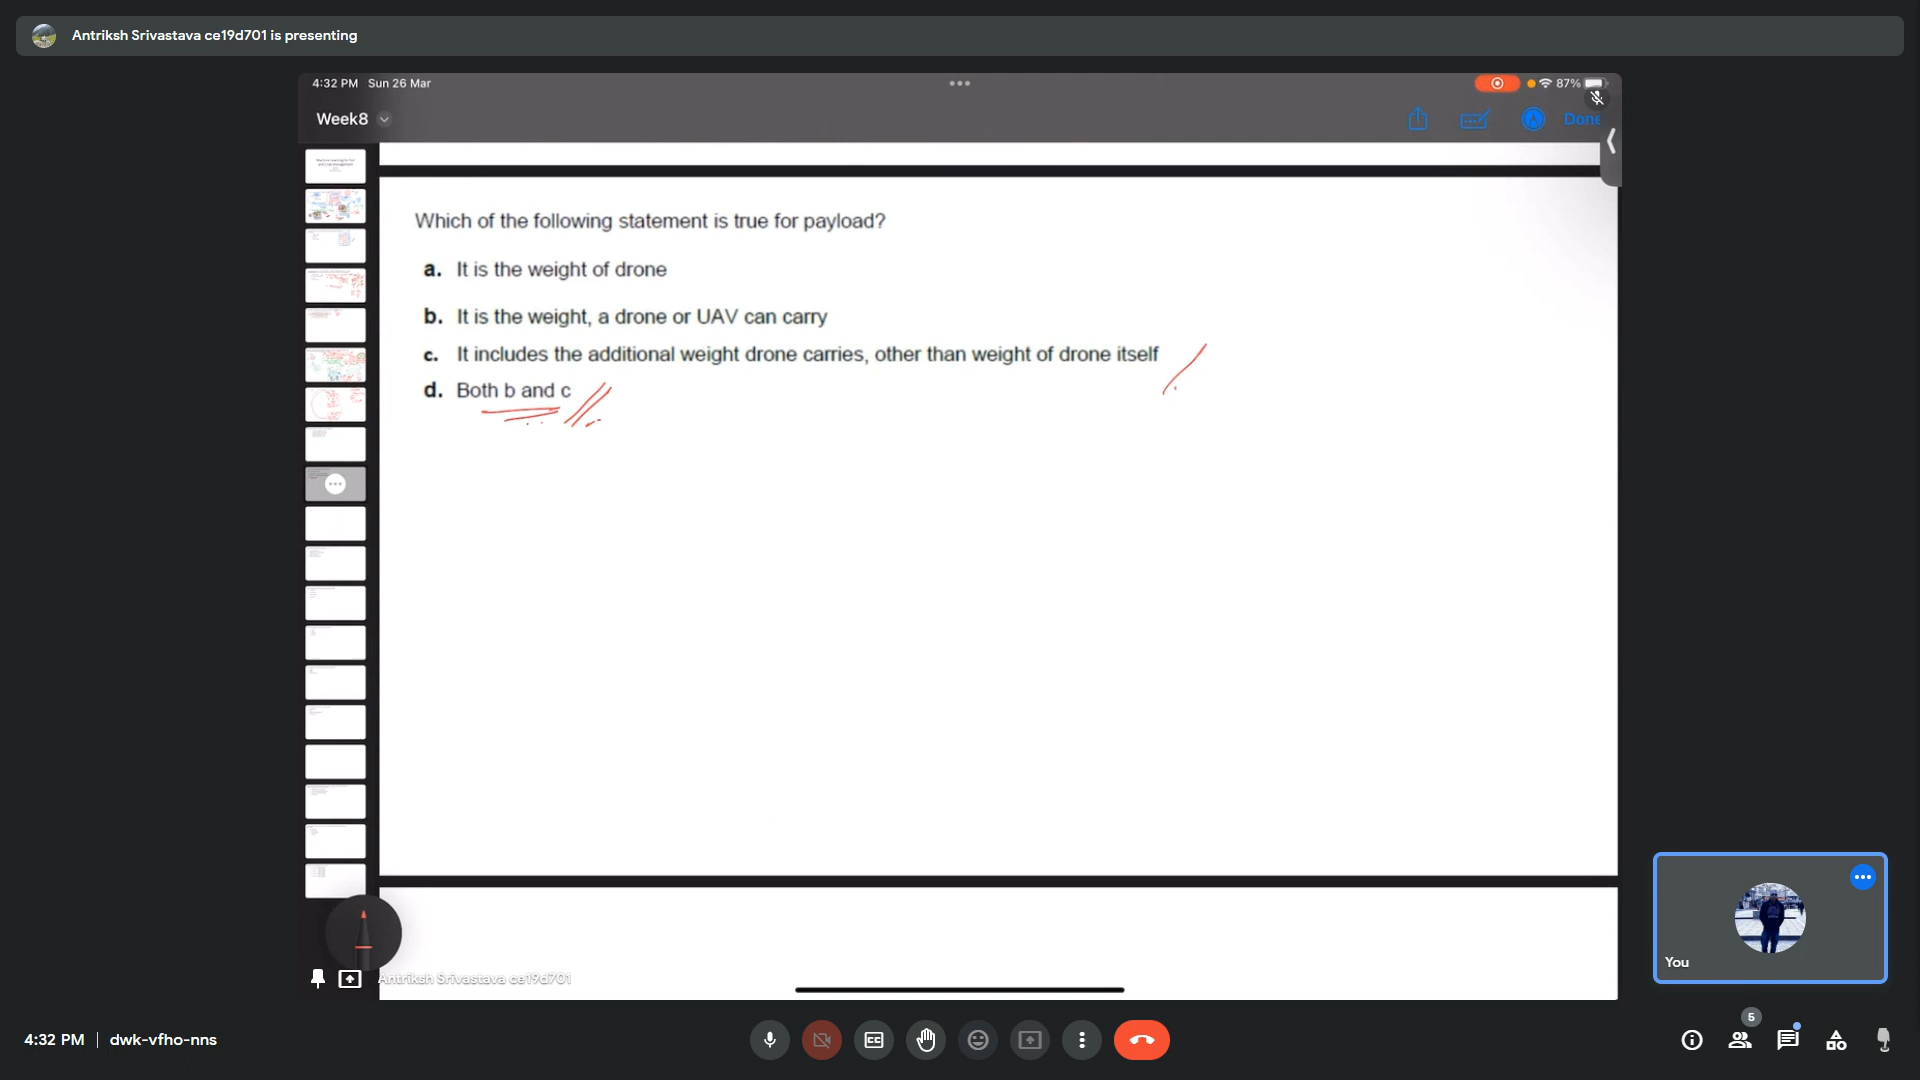 Antriksh Srivastava ce19d701 is presenting
4:32 PM Sun 26 Mar
87%
Week8
Done
Which of the following statement is true for payload?
a. It is the weight of drone
b. It is the weight, a drone or UAV can carry
c. It includes the additional weight drone carries, other than weight of drone itself
d. Both b and c
Antriksh Srivastava ce19d701
You
4:32 PM | dwk-vfho-nns
5